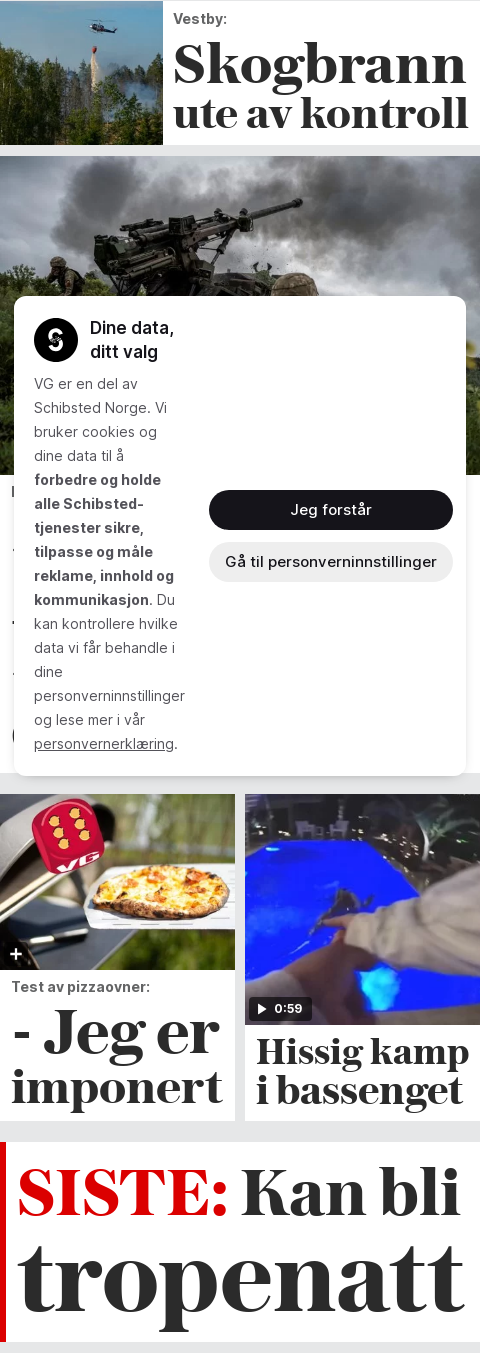 Vestby:
Skogbrann
ute av kontroll
Dine data,
ditt valg
VG er en del av
Schibsted Norge. Vi
bruker cookies og
dine data til å
forbedre og holde
alle Schibsted-
tjenester sikre,
tilpasse og måle
reklame, innhold og
kommunikasjon. Du
kan kontrollere hvilke
data vi får behandle i
dine
personverninnstillinger
og lese mer i vår
personvernerklæring.
Jeg forstår
Gå til personverninnstillinger
VG
Test av pizzaovner:
- Jeg er
imponert
0:59
Hissig kamp
i bassenget
SISTE: Kan bli
tropenatt